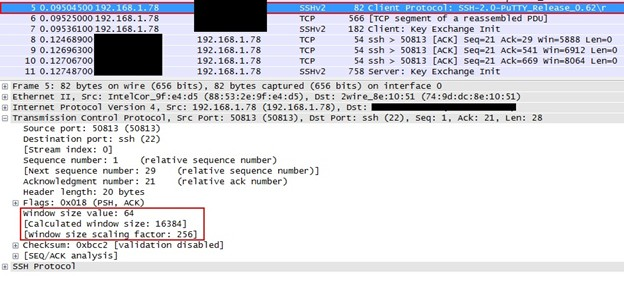 5 0.09504500 192.168.1.78 SSHv2 82 Client Protocol: SSH-2.0-PuTTY_Release_0.62\r
6 0.09525000 192.168.1.78 TCP 566 [TCP segment of a reassembled PDU]
7 0.09529000 192.168.1.78 SSHv2 182 Client: Key Exchange Init
8 0.12468900 192.168.1.78 TCP 54 ssh > 50813 [ACK] Seq=21 Ack=29 Win=5888 Len=0
9 0.12696300 192.168.1.78 TCP 54 ssh > 50813 [ACK] Seq=21 Ack=541 Win=6912 Len=0
10 0.12706700 192.168.1.78 TCP 54 ssh > 50813 [ACK] Seq=21 Ack=669 Win=8064 Len=0
11 0.12748700 192.168.1.78 SSHv2 758 Server: Key Exchange Init
Frame 5: 82 bytes on wire (656 bits), 82 bytes captured (656 bits) on interface 0
Ethernet II, Src: IntelCor_9f:e4:d5 (88:53:2e:9f:e4:d5), Dst: 2wire_8e:10:51 (74:9d:dc:8e:10:51)
Internet Protocol Version 4, Src: 192.168.1.78 (192.168.1.78), Dst:
Transmission Control Protocol, Src Port: 50813 (50813), Dst Port: ssh (22), Seq: 1, Ack: 21, Len: 28
Source port: 50813 (50813)
Destination port: ssh (22)
[Stream index: 0]
Sequence number: 1 (relative sequence number)
[Next sequence number: 29 (relative sequence number)]
Acknowledgment number: 21 (relative ack number)
Header length: 20 bytes
Flags: 0x018 (PSH, ACK)
Window size value: 64
[Calculated window size: 16384]
[Window size scaling factor: 256]
Checksum: 0xbcc2 [validation disabled]
[SEQ/ACK analysis]
SSH Protocol